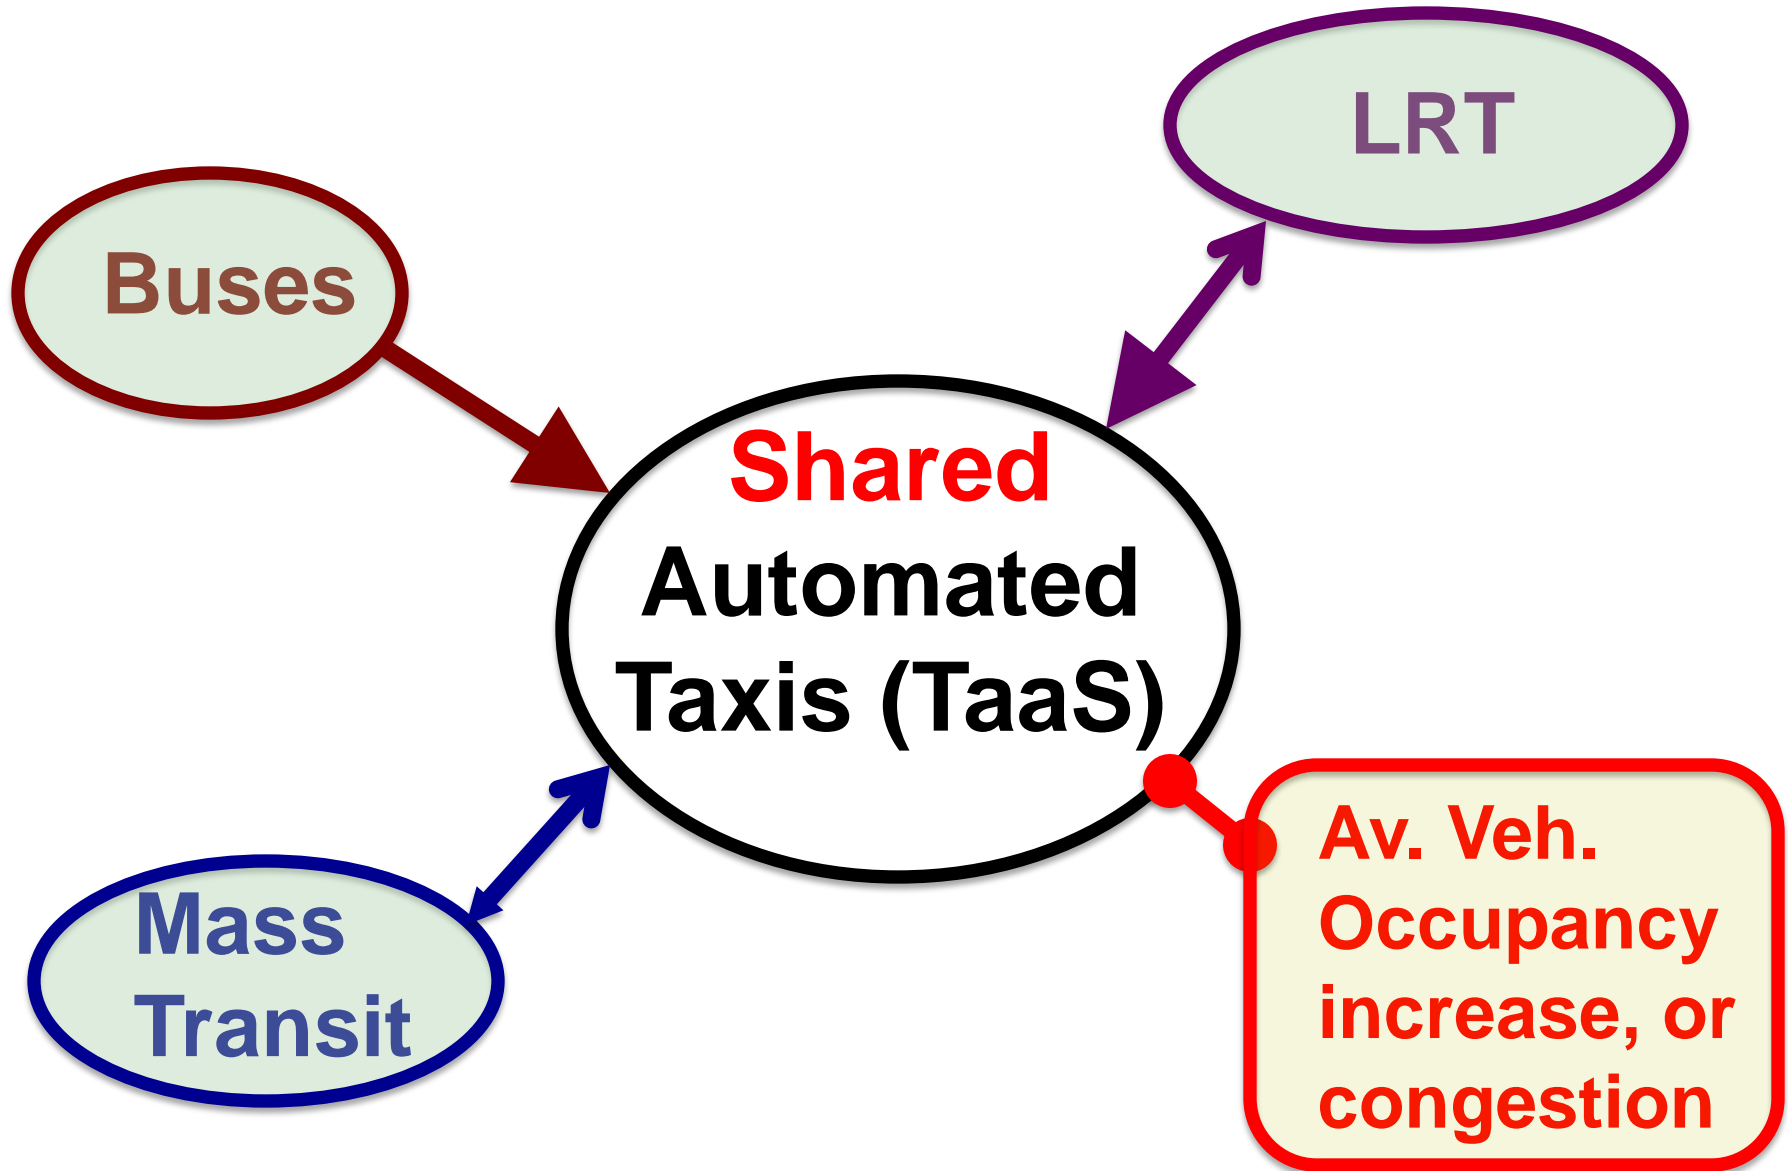 LRT
Buses
Shared
Automated
Taxis (TaaS)
Mass
Transit
Av. Veh.
Occupancy
increase, or
congestion